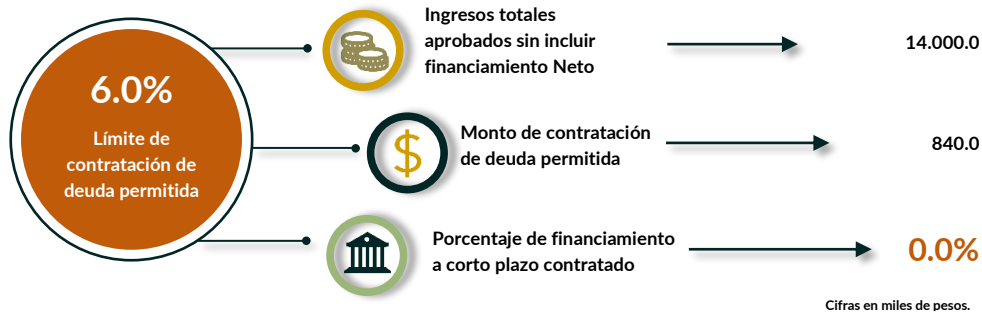 6.0%
Límite de
contratación de
deuda permitida
Ingresos totales
aprobados sin incluir
financiamiento Neto
14.000.0
$
Monto de contratación
de deuda permitida
840.0
Porcentaje de financiamiento
a corto plazo contratado
0.0%
Cifras en miles de pesos.